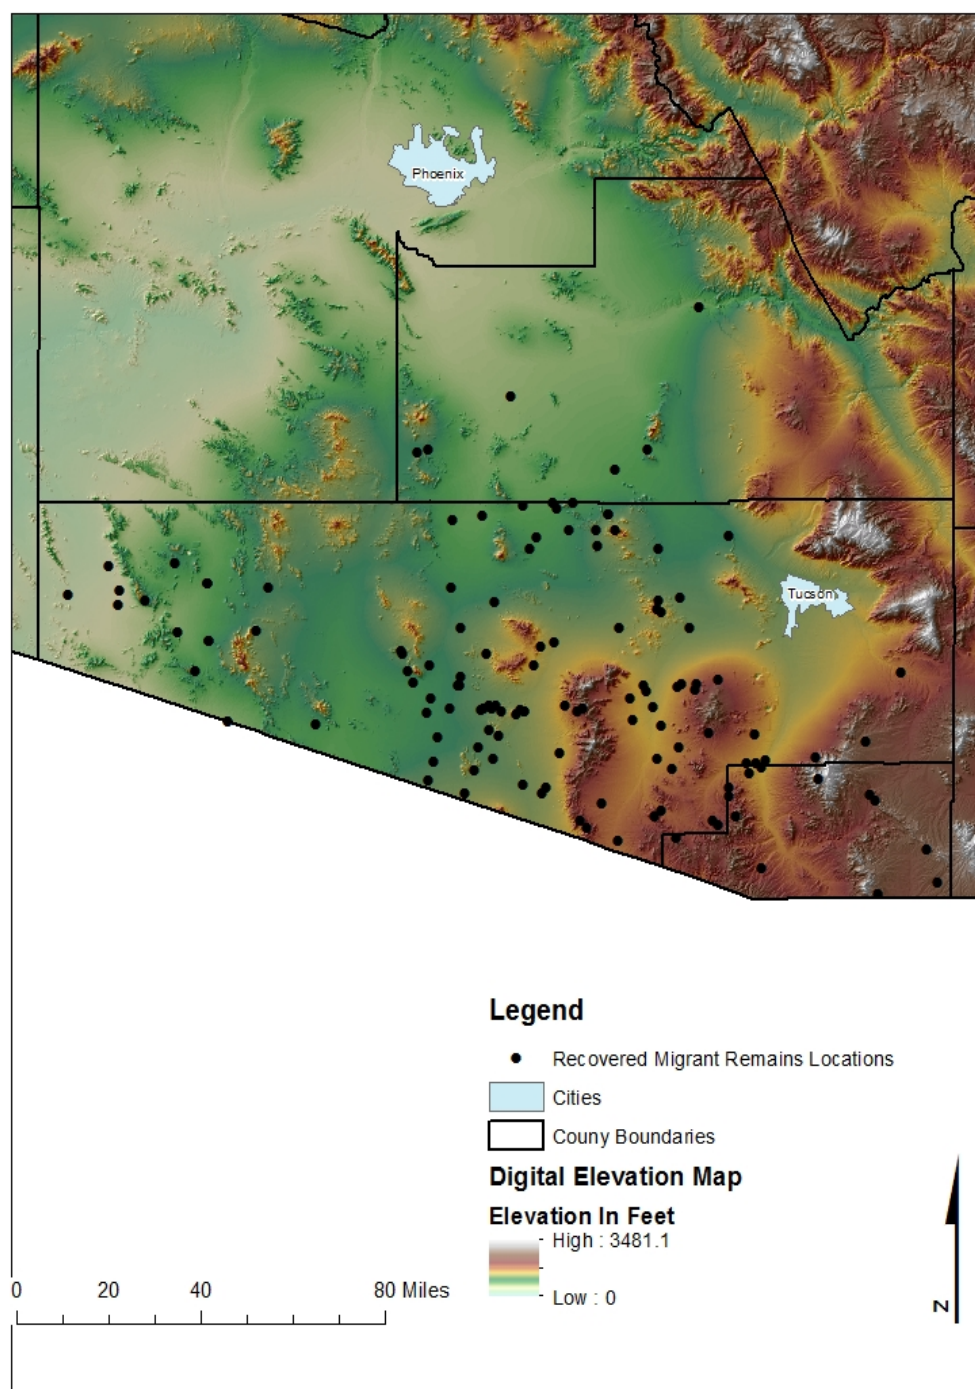 Phoenix
Tucson
Legend
Recovered Migrant Remains Locations
Cities
Couny Boundaries
Digital Elevation Map
Elevation In Feet
High : 3481.1
Low : 0
0 20 40 80 Miles
N